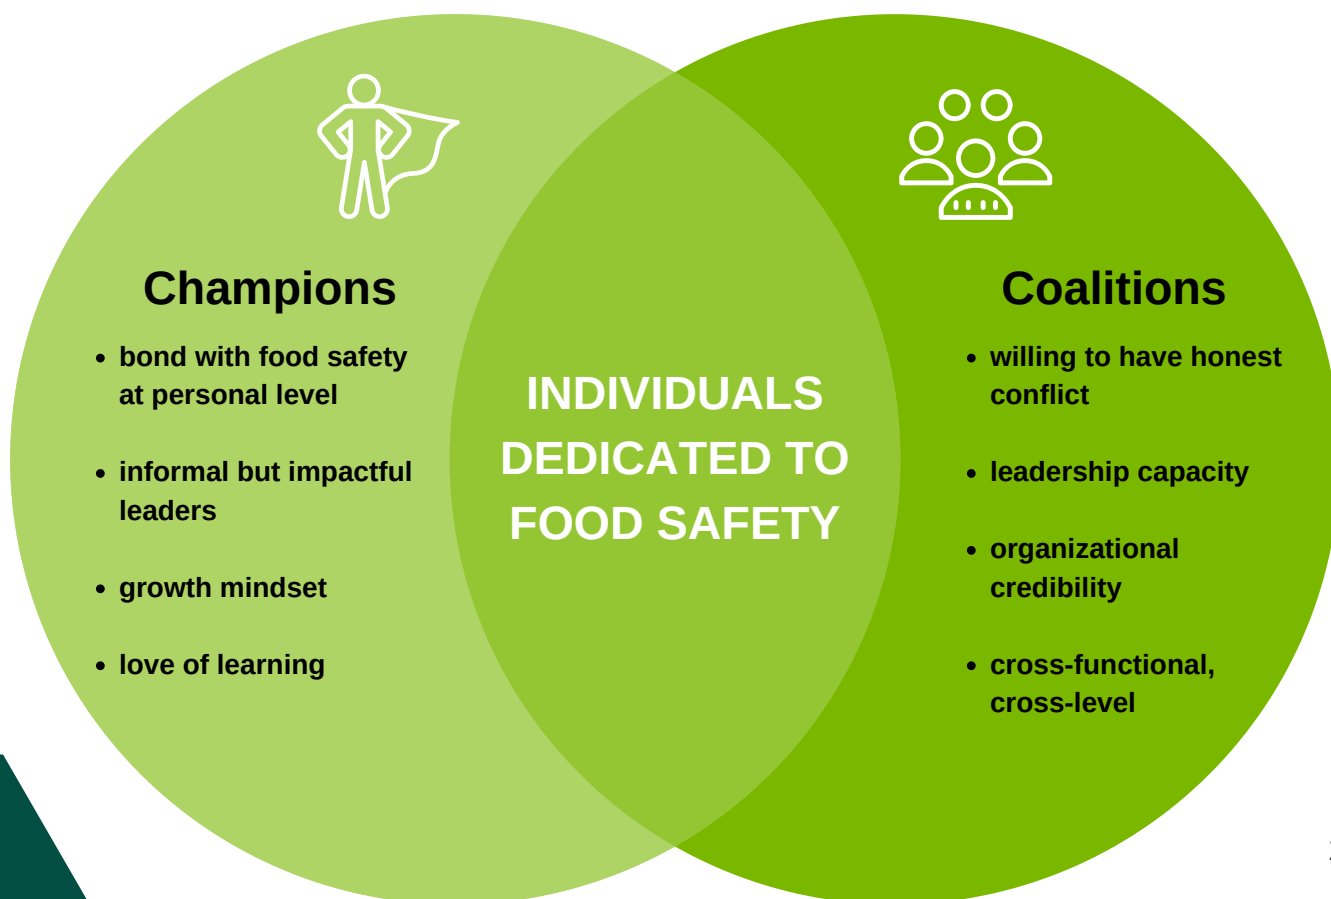 Champions
• bond with food safety
at personal level
• informal but impactful
leaders
• growth mindset
• love of learning
INDIVIDUALS
DEDICATED TO
FOOD SAFETY
Coalitions
• willing to have honest
conflict
• leadership capacity
• organizational
credibility
• cross-functional,
cross-level